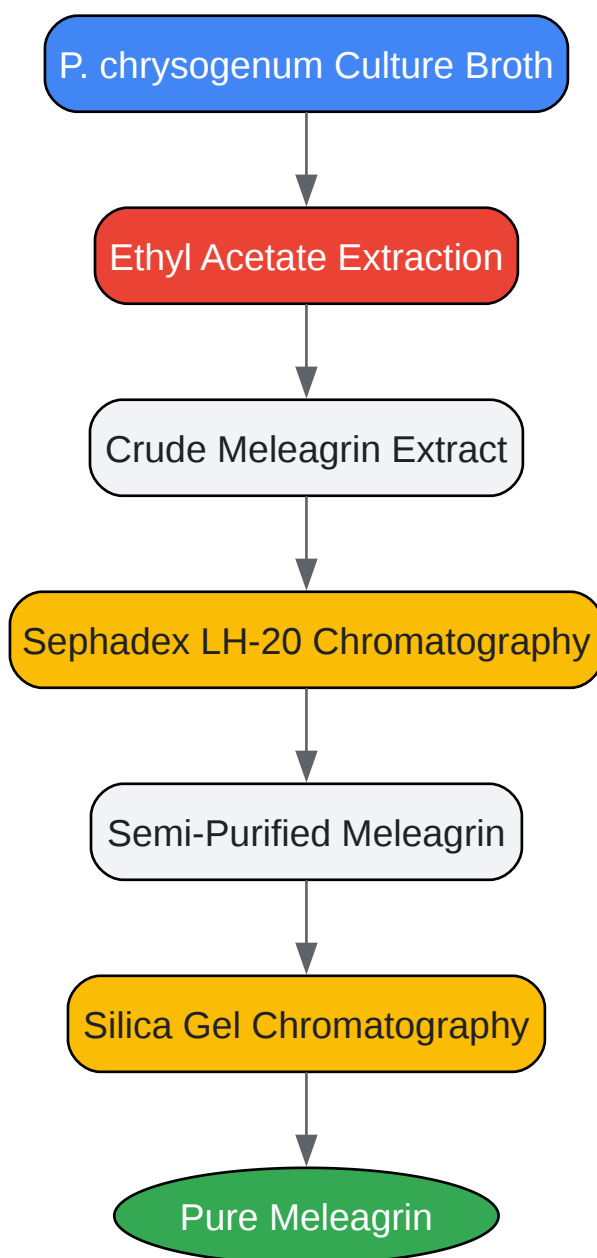 P. chrysogenum Culture Broth
Ethyl Acetate Extraction
Crude Meleagrin Extract
Sephadex LH-20 Chromatography
Semi-Purified Meleagrin
Silica Gel Chromatography
Pure Meleagrin